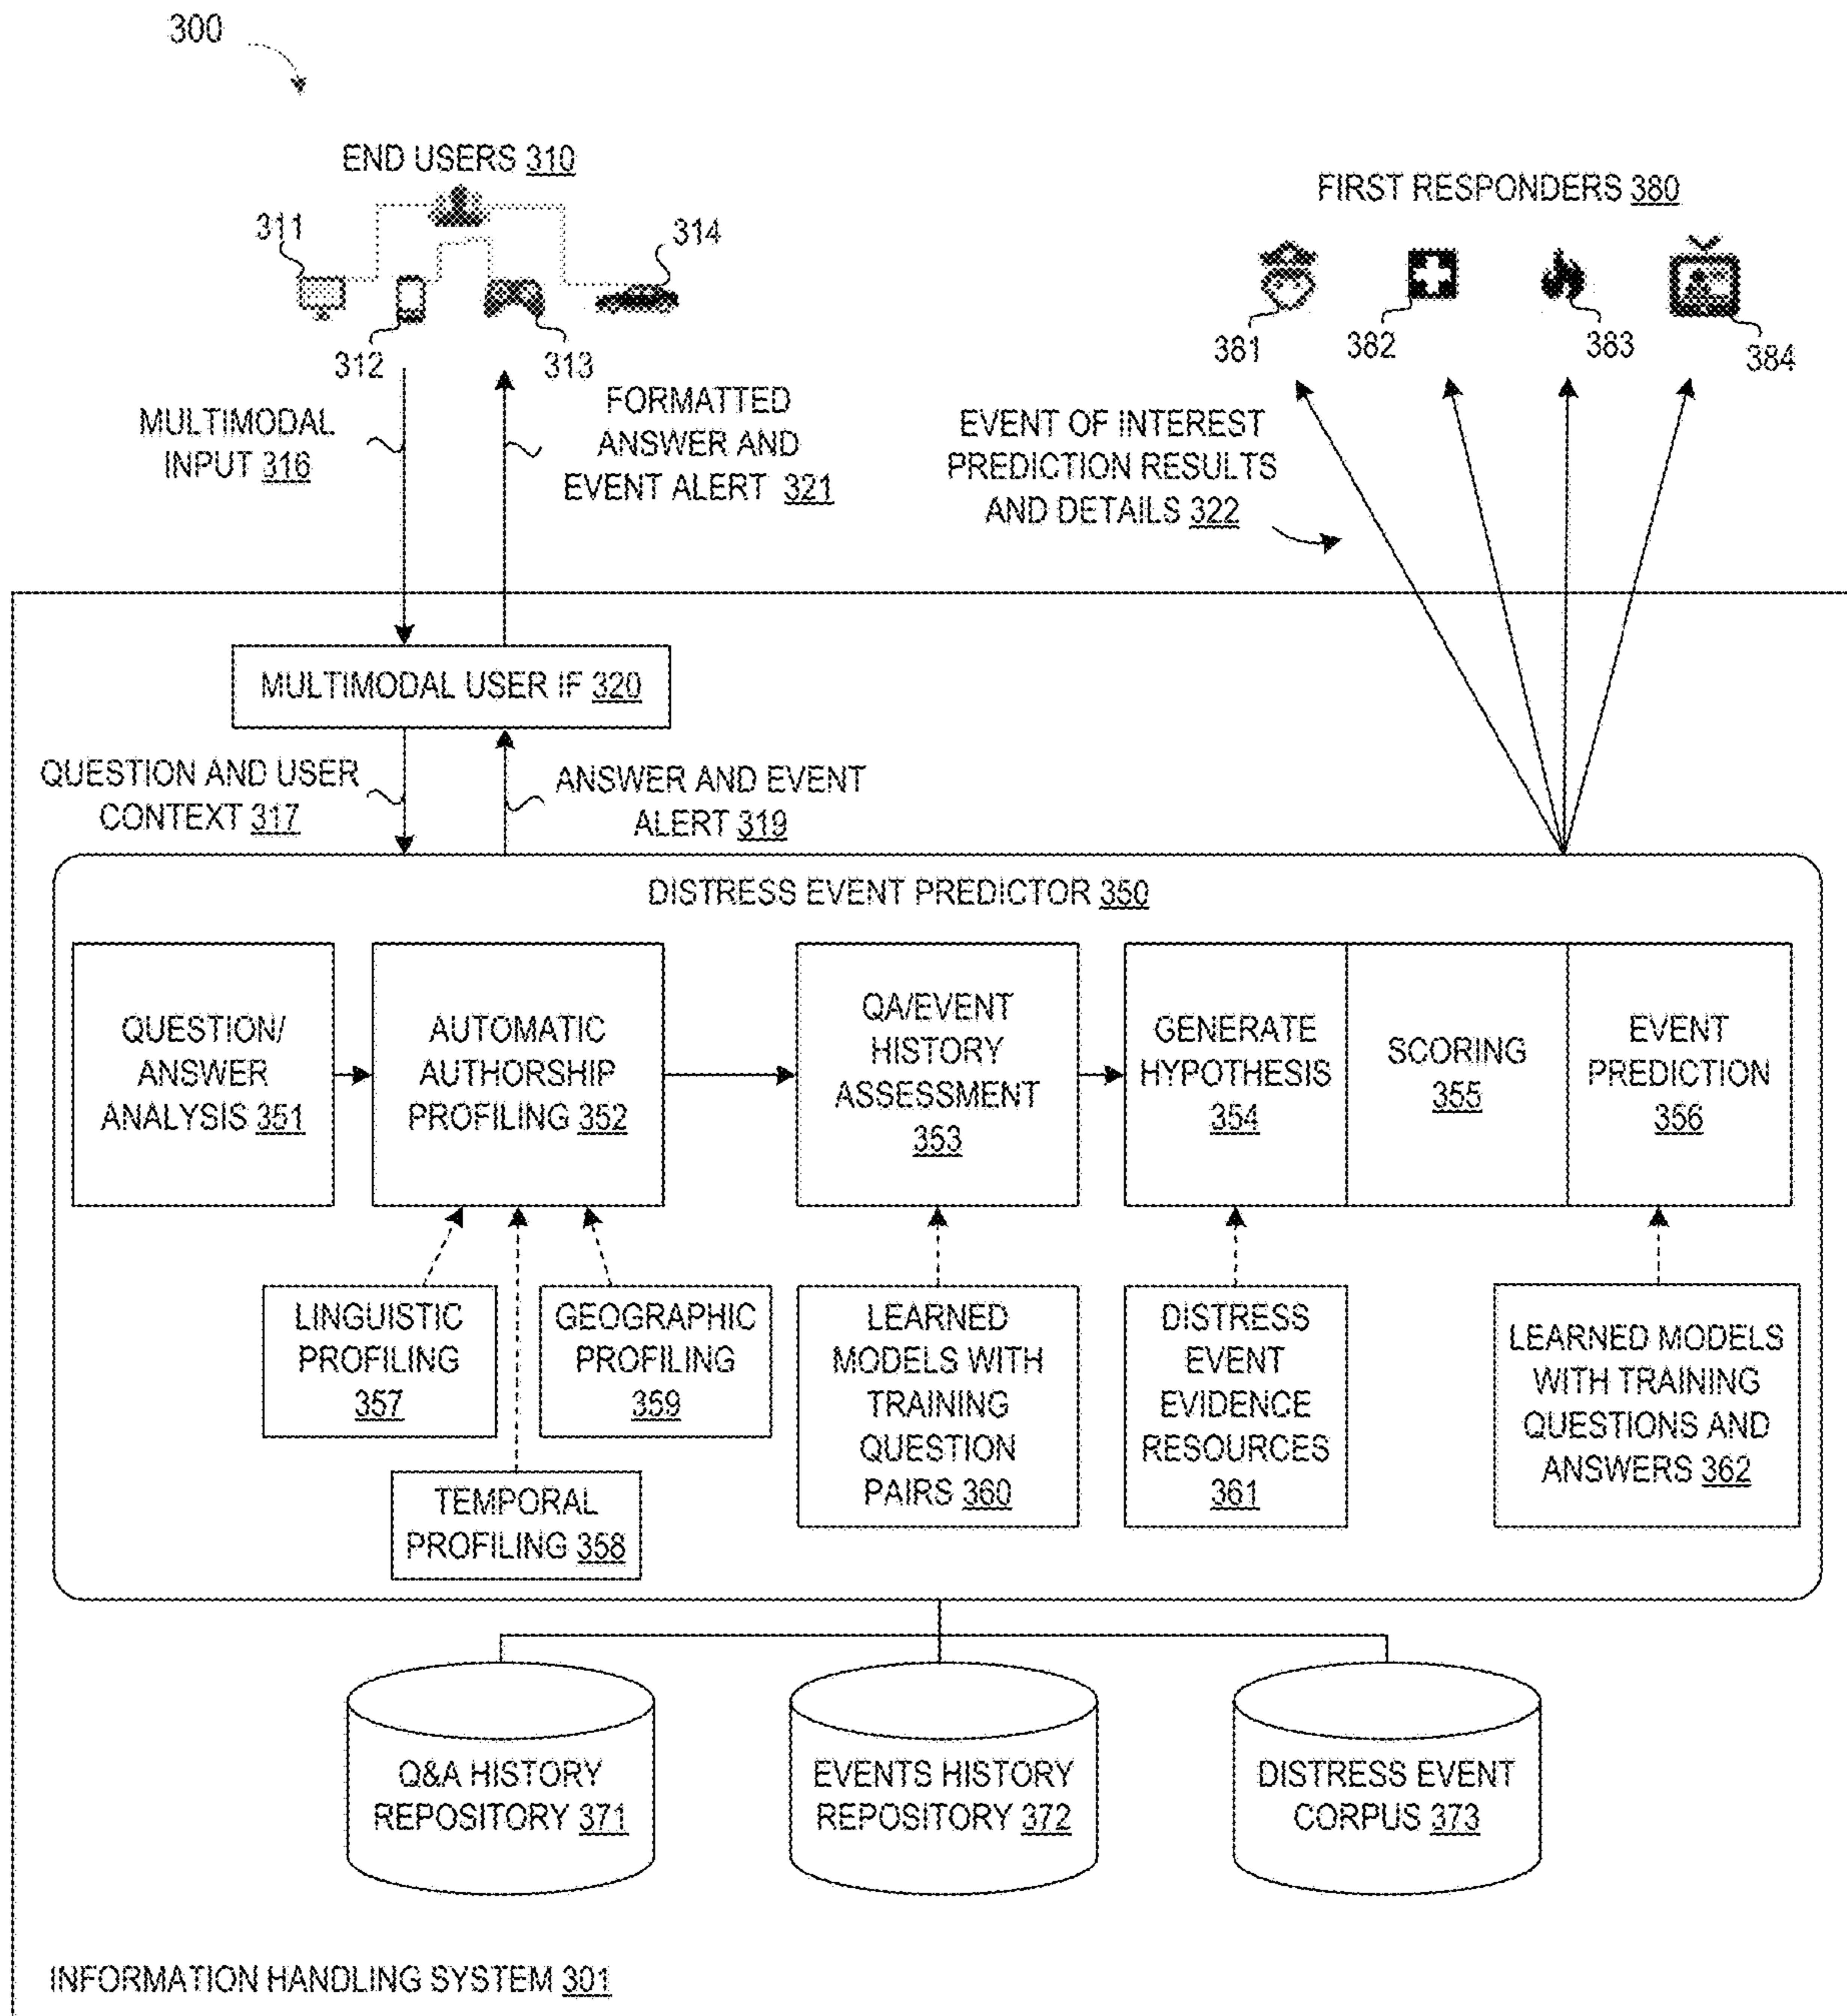 300
END USERS 310
311
314
312
313
FIRST RESPONDERS 380
381
382
383
384
MULTIMODAL
INPUT 316
FORMATTED
ANSWER AND
EVENT ALERT 321
EVENT OF INTEREST
PREDICTION RESULTS
AND DETAILS 322
MULTIMODAL USER IF 320
QUESTION AND USER
CONTEXT 317
ANSWER AND EVENT
ALERT 319
DISTRESS EVENT PREDICTOR 350
QUESTION/
ANSWER
ANALYSIS 351
AUTOMATIC
AUTHORSHIP
PROFILING 352
QA/EVENT
HISTORY
ASSESSMENT
353
GENERATE
HYPOTHESIS
354
SCORING
355
EVENT
PREDICTION
356
LINGUISTIC
PROFILING
357
GEOGRAPHIC
PROFILING
359
TEMPORAL
PROFILING 358
LEARNED
MODELS WITH
TRAINING
QUESTION
PAIRS 360
DISTRESS
EVENT
EVIDENCE
RESOURCES
361
LEARNED MODELS
WITH TRAINING
QUESTIONS AND
ANSWERS 362
Q&A HISTORY
REPOSITORY 371
EVENTS HISTORY
REPOSITORY 372
DISTRESS EVENT
CORPUS 373
INFORMATION HANDLING SYSTEM 301